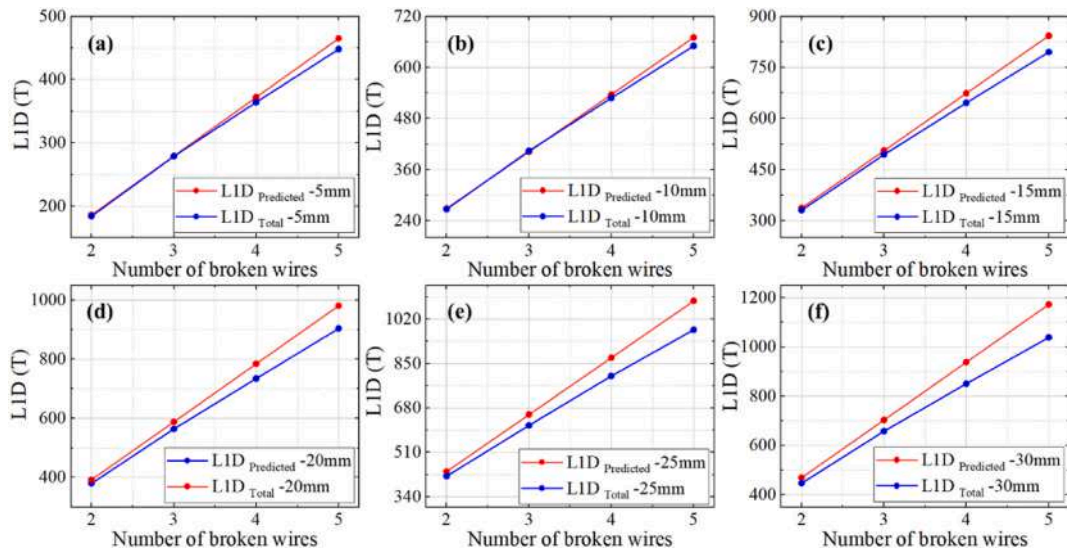 (a)
500
400
300
200
L1D (T)
L1D Predicted -5mm
L1D Total -5mm
2 3 4 5
Number of broken wires
(b)
720
600
480
360
240
L1D (T)
L1D Predicted -10mm
L1D Total -10mm
2 3 4 5
Number of broken wires
(c)
900
750
600
450
300
L1D (T)
L1D Predicted -15mm
L1D Total -15mm
2 3 4 5
Number of broken wires
(d)
1000
800
600
400
L1D (T)
L1D Predicted -20mm
L1D Total -20mm
2 3 4 5
Number of broken wires
(e)
1020
850
680
510
340
L1D (T)
L1D Predicted -25mm
L1D Total -25mm
2 3 4 5
Number of broken wires
(f)
1200
1000
800
600
400
L1D (T)
L1D Predicted -30mm
L1D Total -30mm
2 3 4 5
Number of broken wires